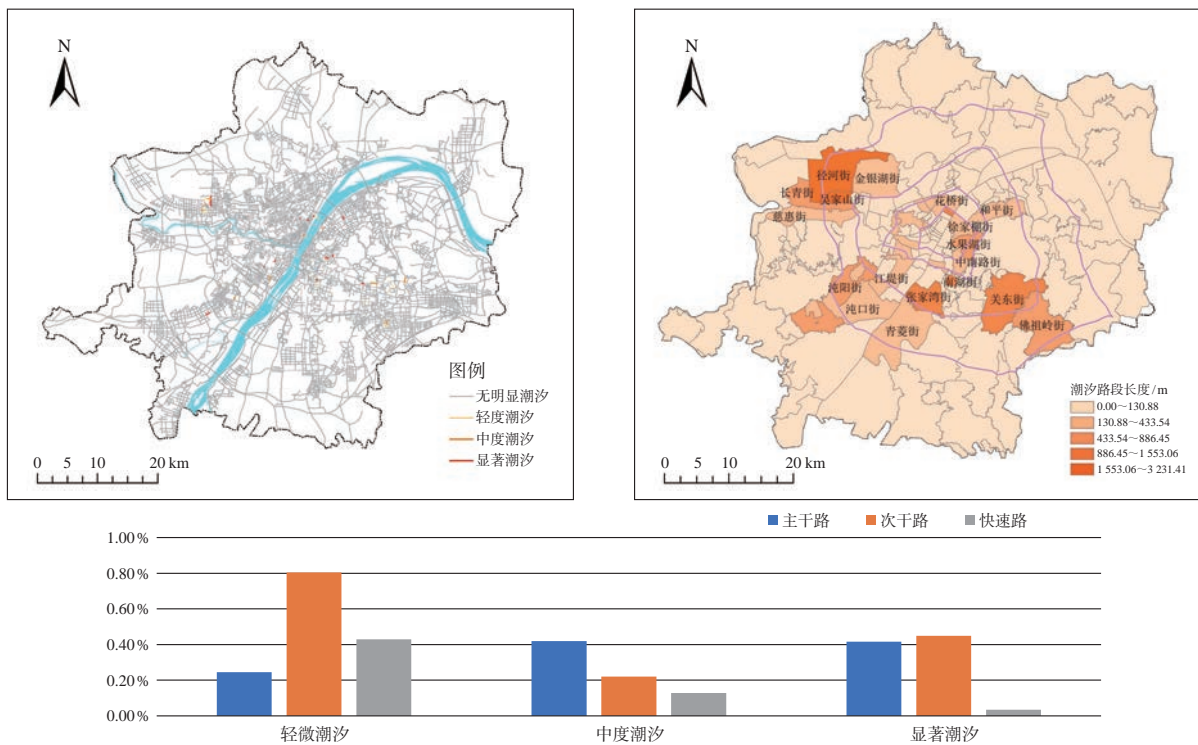 N
图例
无明显潮汐
轻度潮汐
中度潮汐
显著潮汐
0 5 10 20 km
N
径河街
金银湖街
长青街
吴家山街
慈惠街
花桥街
和平街
徐家棚街
水果湖街
中南路街
江堤街
南湖街
沌阳街
张家湾街
关东街
沌口街
佛祖岭街
青菱街
潮汐路段长度/m
0.00～130.88
130.88～433.54
433.54～886.45
886.45～1 553.06
1 553.06～3 231.41
0 5 10 20 km
主干路 次干路 快速路
1.00%
0.80%
0.60%
0.40%
0.20%
0.00%
轻微潮汐 中度潮汐 显著潮汐